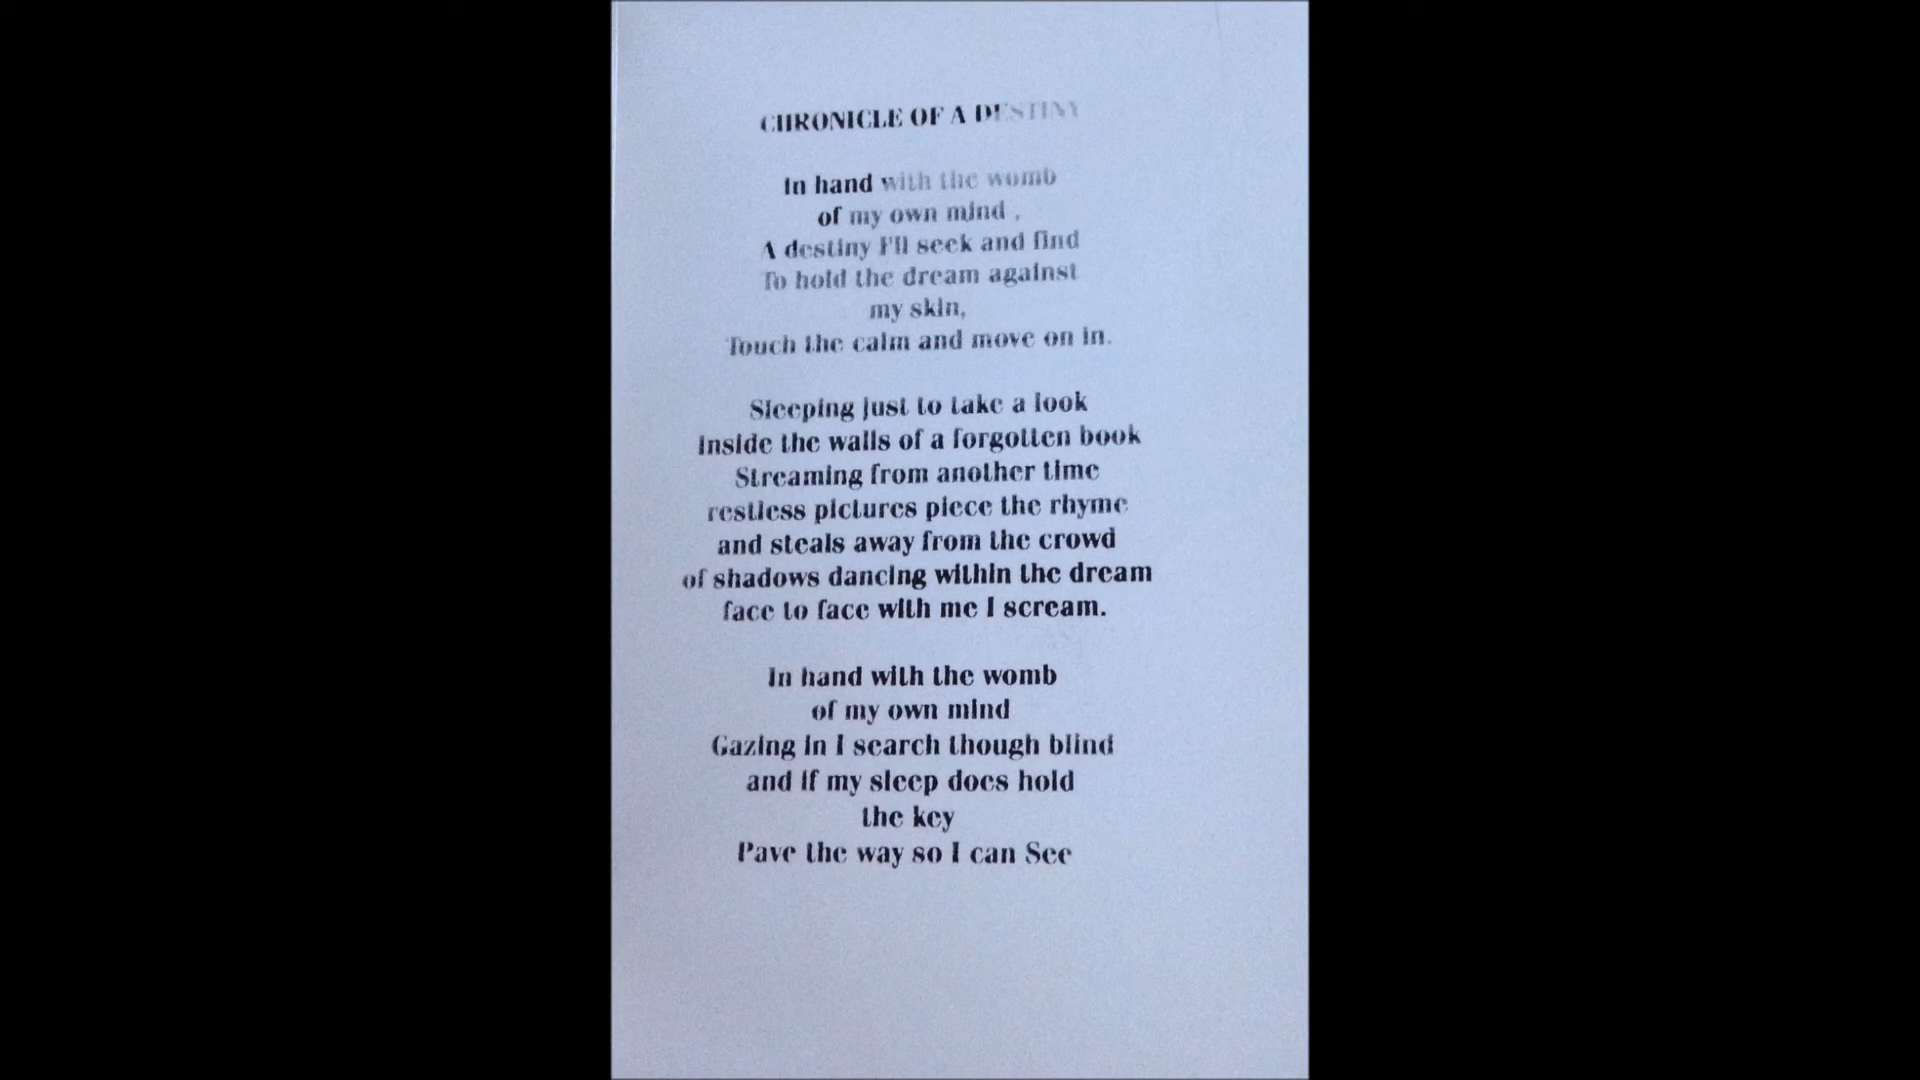 CHRONICLE OF A DESTINY
In hand with the womb
of my own mind ,
A destiny I'll seek and find
To hold the dream against
my skin,
Touch the calm and move on in.
Sleeping just to take a look
Inside the walls of a forgotten book
Streaming from another time
restless pictures piece the rhyme
and steals away from the crowd
of shadows dancing within the dream
face to face with me I scream.
In hand with the womb
of my own mind
Gazing in I search though blind
and if my sleep does hold
the key
Pave the way so I can See